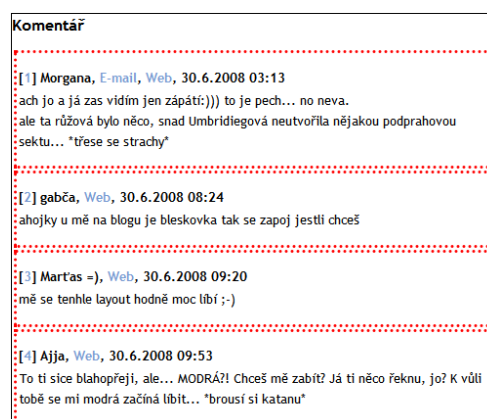 Komentář
[1] Morgana, E-mail, Web, 30.6.2008 03:13
ach jo a já zas vidím jen zápátí:))) to je pech... no neva.
ale ta růžová bylo něco, snad Umbridiegová neutvořila nějakou podprahovou
sektu... *třese se strachy*
[2] gabča, Web, 30.6.2008 08:24
ahojky u mě na blogu je bleskovka tak se zapoj jestli chceš
[3] Marťas =), Web, 30.6.2008 09:20
mě se tenhle layout hodně moc líbí ;-)
[4] Ajja, Web, 30.6.2008 09:53
To ti sice blahopřeji, ale... MODRÁ?! Chceš mě zabít? Já ti něco řeknu, jo? K vůli
tobě se mi modrá začíná líbit... *brousí si katanu*